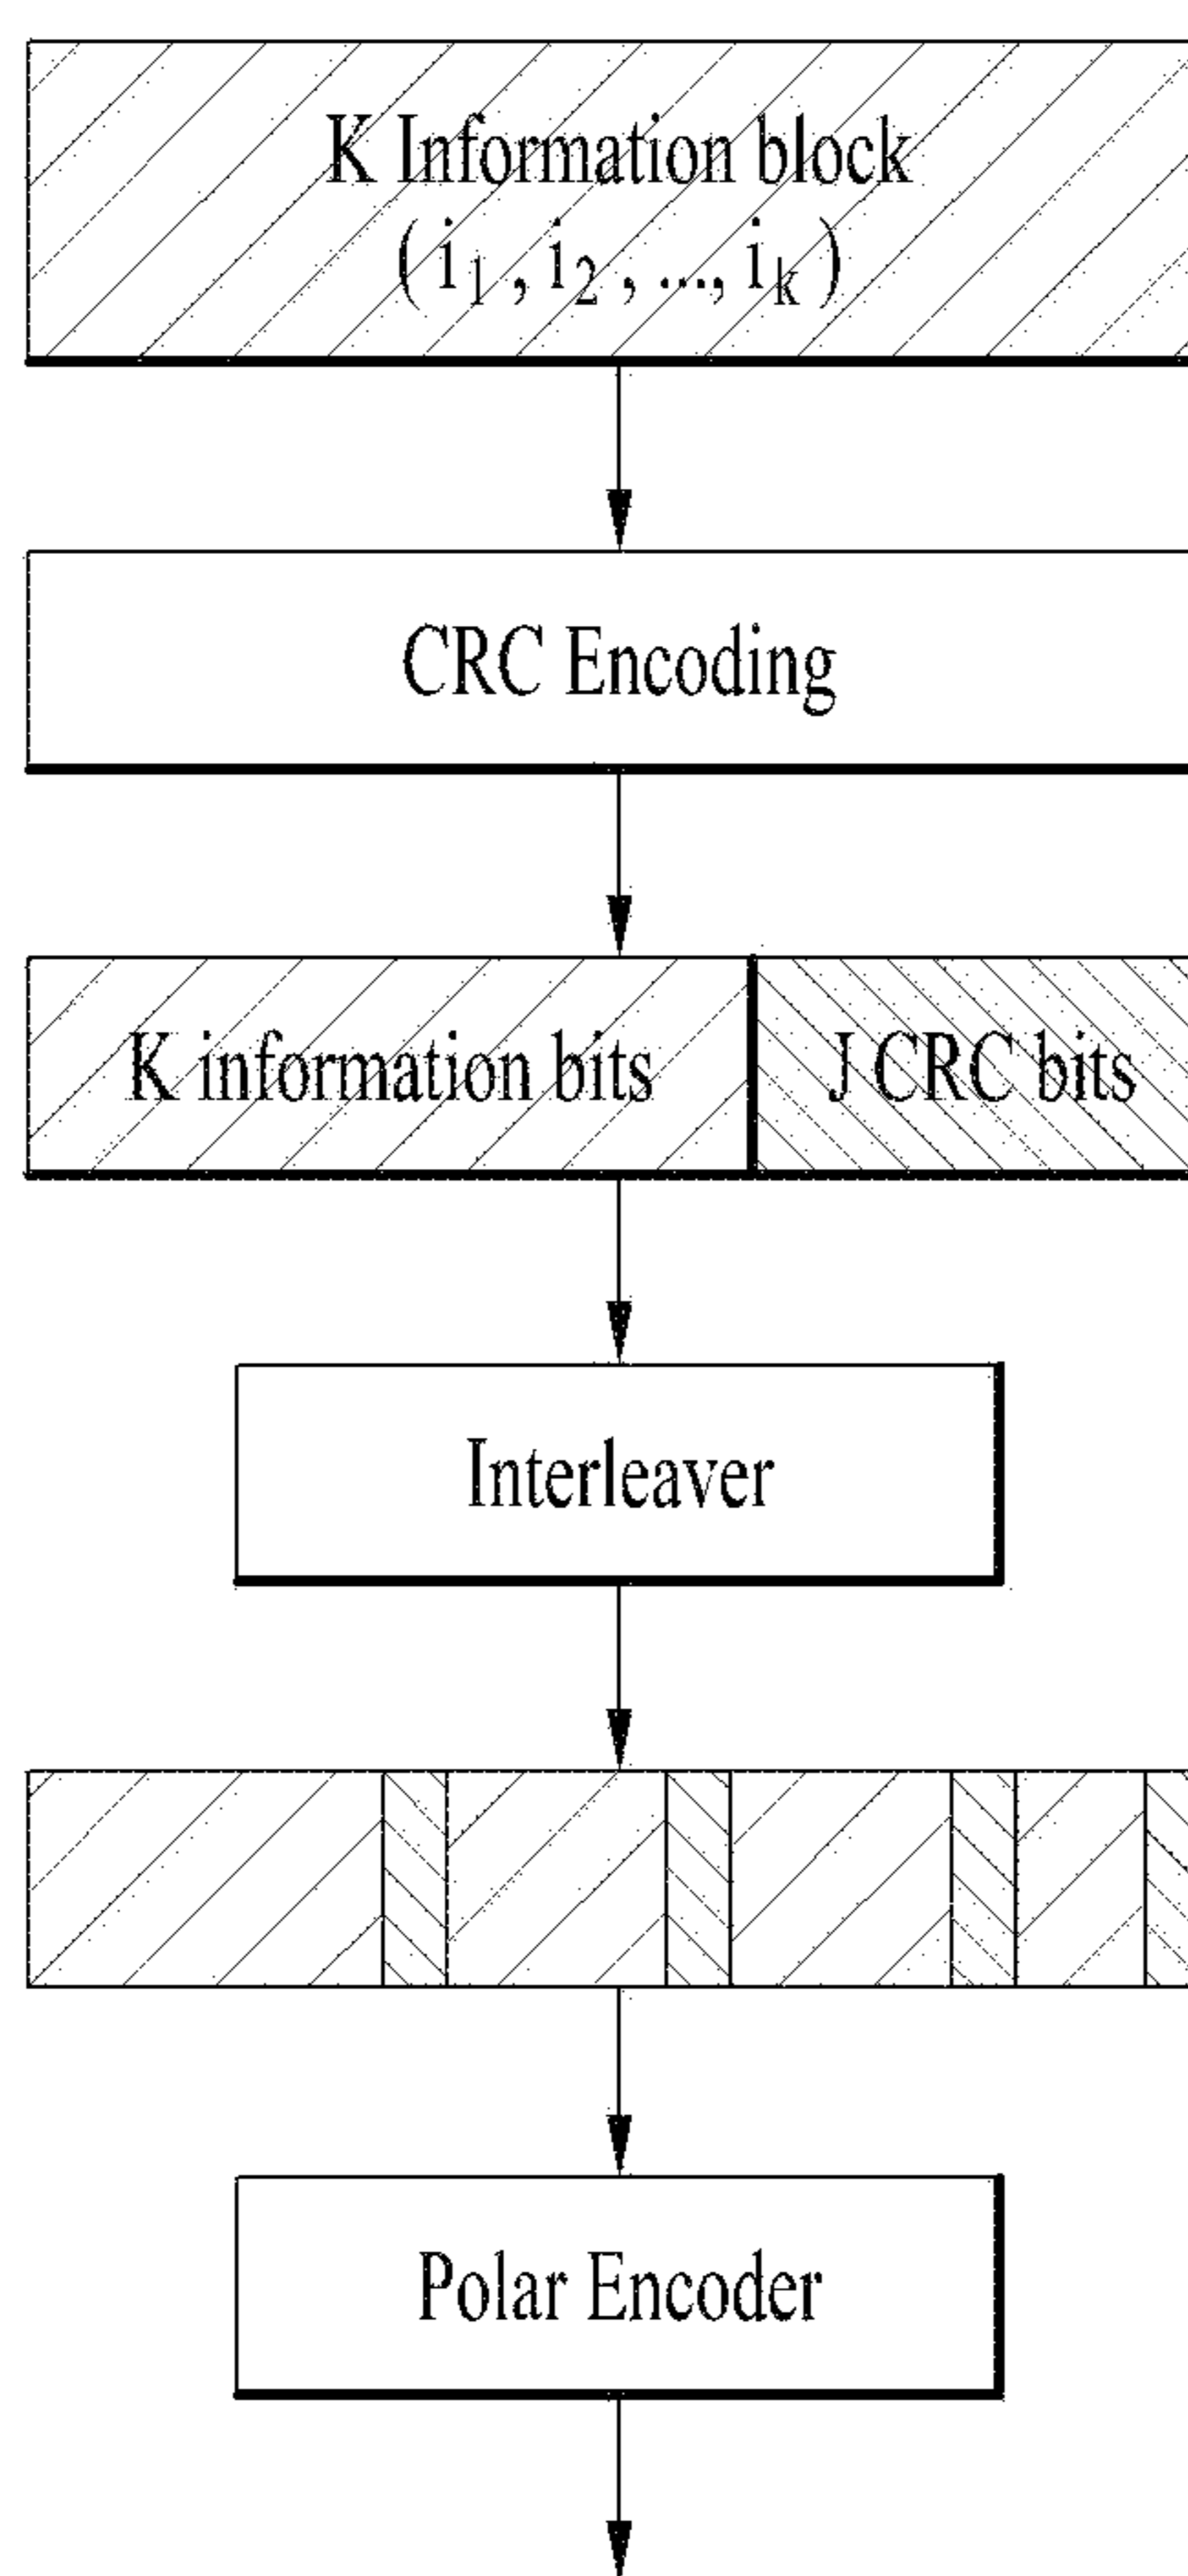 K Information block
( i₁ , i₂ , ..., iₖ )
CRC Encoding
K information bits J CRC bits
Interleaver
Polar Encoder